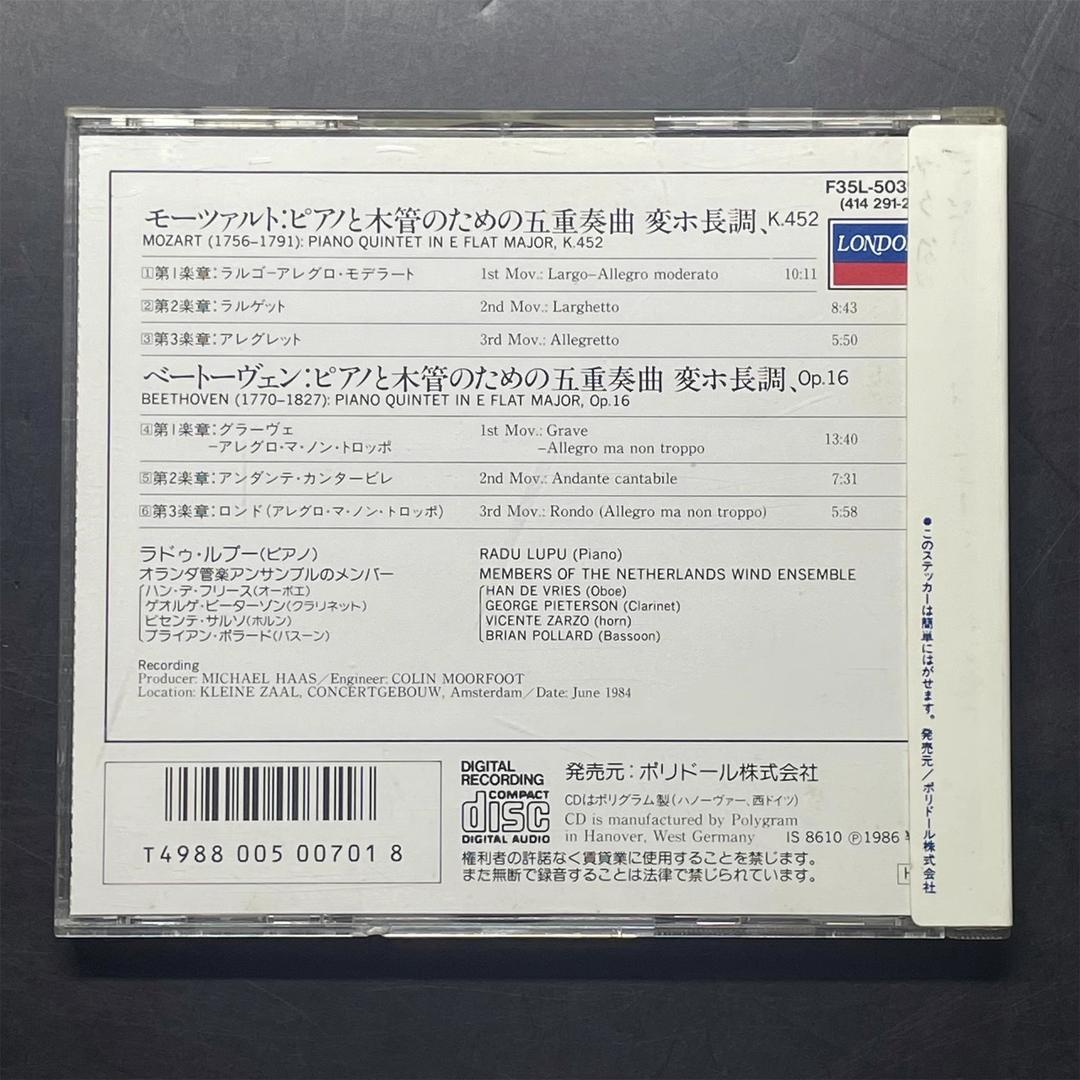 F35L-503
(414 291-2
LONDON
モーツァルト:ピアノと木管のための五重奏曲 変ホ長調、K.452
MOZART (1756–1791): PIANO QUINTET IN E FLAT MAJOR, K.452
1第1楽章:ラルゴ–アレグロ・モデラート 1st Mov.: Largo–Allegro moderato 10:11
2第2楽章:ラルゲット 2nd Mov.: Larghetto 8:43
3第3楽章:アレグレット 3rd Mov.: Allegretto 5:50
ベートーヴェン:ピアノと木管のための五重奏曲 変ホ長調、Op.16
BEETHOVEN (1770–1827): PIANO QUINTET IN E FLAT MAJOR, Op.16
4第1楽章:グラーヴェ 1st Mov.: Grave
–アレグロ・マ・ノン・トロッポ –Allegro ma non troppo 13:40
5第2楽章:アンダンテ・カンタービレ 2nd Mov.: Andante cantabile 7:31
6第3楽章:ロンド(アレグロ・マ・ノン・トロッポ) 3rd Mov.: Rondo (Allegro ma non troppo) 5:58
ラドゥ・ルプー(ピアノ) RADU LUPU (Piano)
オランダ管楽アンサンブルのメンバー MEMBERS OF THE NETHERLANDS WIND ENSEMBLE
ハン・デ・フリース(オーボエ) HAN DE VRIES (Oboe)
ゲオルゲ・ピーターソン(クラリネット) GEORGE PIETERSON (Clarinet)
ビセンテ・サルソ(ホルン) VICENTE ZARZO (horn)
ブライアン・ポラード(バスーン) BRIAN POLLARD (Bassoon)
Recording
Producer: MICHAEL HAAS/Engineer: COLIN MOORFOOT
Location: KLEINE ZAAL, CONCERTGEBOUW, Amsterdam/Date: June 1984
T4988 005 00701 8
DIGITAL
RECORDING
COMPACT
disc
DIGITAL AUDIO
発売元:ポリドール株式会社
CDはポリグラム製(ハノーヴァー、西ドイツ)
CD is manufactured by Polygram
in Hanover, West Germany IS 8610 ℗1986
権利者の許諾なく賃貸業に使用することを禁じます。
また無断で録音することは法律で禁じられています。
●このステッカーは簡単にはがせます。発売元/ポリドール株式会社